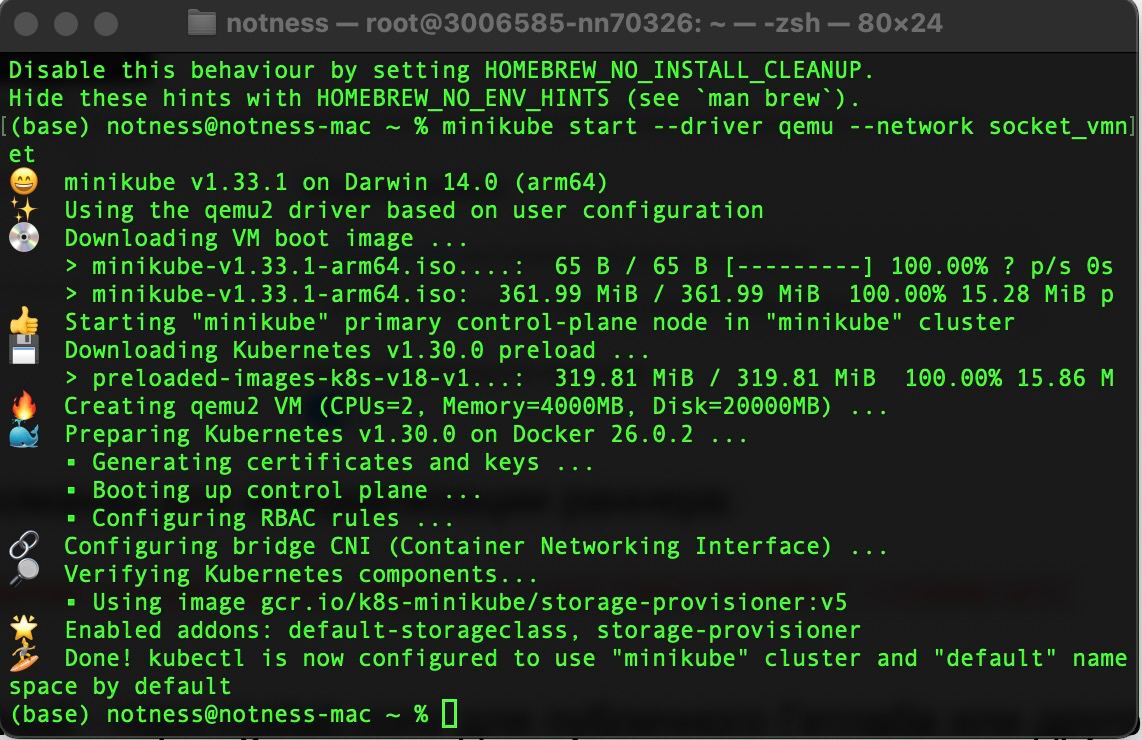 notness — root@3006585-nn70326: ~ — -zsh — 80×24
Disable this behaviour by setting HOMEBREW_NO_INSTALL_CLEANUP.
Hide these hints with HOMEBREW_NO_ENV_HINTS (see `man brew`).
[(base) notness@notness-mac ~ % minikube start --driver qemu --network socket_vmn]
et
😄  minikube v1.33.1 on Darwin 14.0 (arm64)
✨  Using the qemu2 driver based on user configuration
💿  Downloading VM boot image ...
    > minikube-v1.33.1-arm64.iso....:  65 B / 65 B [---------] 100.00% ? p/s 0s
    > minikube-v1.33.1-arm64.iso:  361.99 MiB / 361.99 MiB  100.00% 15.28 MiB p
👍  Starting "minikube" primary control-plane node in "minikube" cluster
💾  Downloading Kubernetes v1.30.0 preload ...
    > preloaded-images-k8s-v18-v1...:  319.81 MiB / 319.81 MiB  100.00% 15.86 M
🔥  Creating qemu2 VM (CPUs=2, Memory=4000MB, Disk=20000MB) ...
🐳  Preparing Kubernetes v1.30.0 on Docker 26.0.2 ...
    ▪ Generating certificates and keys ...
    ▪ Booting up control plane ...
    ▪ Configuring RBAC rules ...
🔗  Configuring bridge CNI (Container Networking Interface) ...
🔎  Verifying Kubernetes components...
    ▪ Using image gcr.io/k8s-minikube/storage-provisioner:v5
🌟  Enabled addons: default-storageclass, storage-provisioner
🏄  Done! kubectl is now configured to use "minikube" cluster and "default" name
space by default
(base) notness@notness-mac ~ %